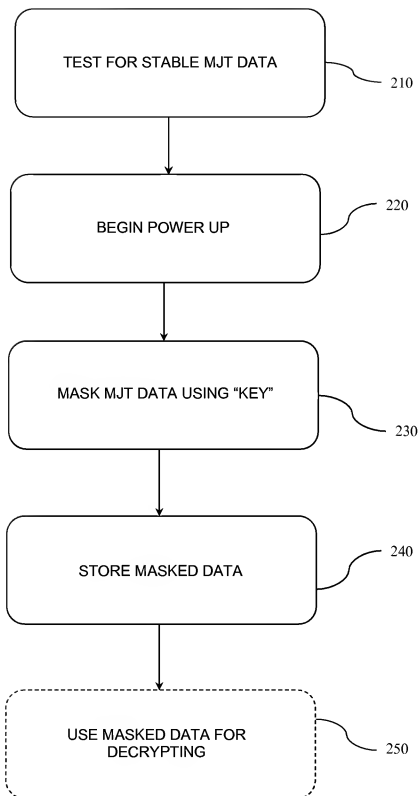 TEST FOR STABLE MJT DATA
210
BEGIN POWER UP
220
MASK MJT DATA USING “KEY”
230
STORE MASKED DATA
240
USE MASKED DATA FOR
DECRYPTING
250